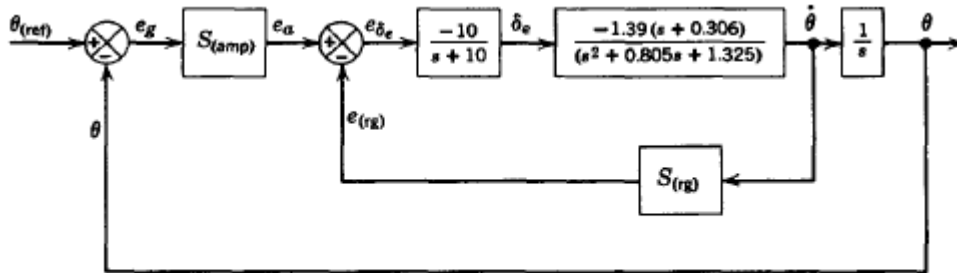 θ(ref)
+
−
e_g
S(amp)
e_a
+
−
e_δe
−10
s + 10
δ_e
−1.39 (s + 0.306)
(s² + 0.805s + 1.325)
θ̇
1
s
θ
e(rg)
θ
S(rg)